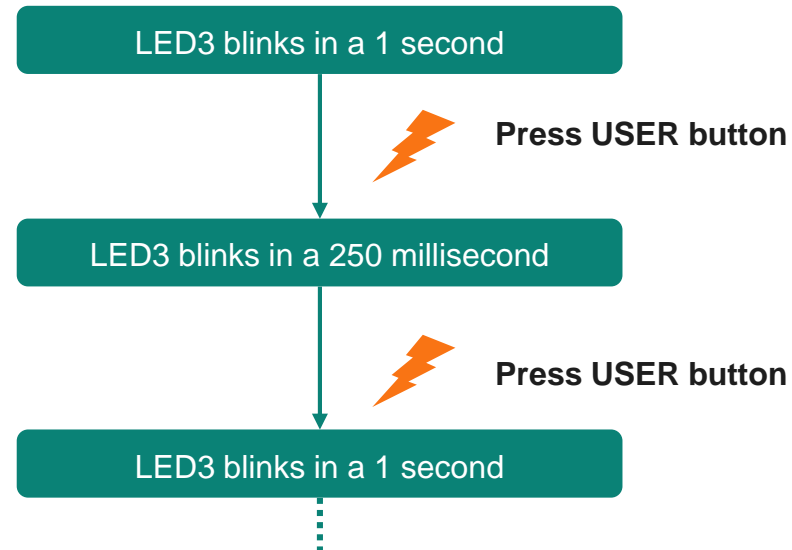 LED3 blinks in a 1 second
Press USER button
LED3 blinks in a 250 millisecond
Press USER button
LED3 blinks in a 1 second